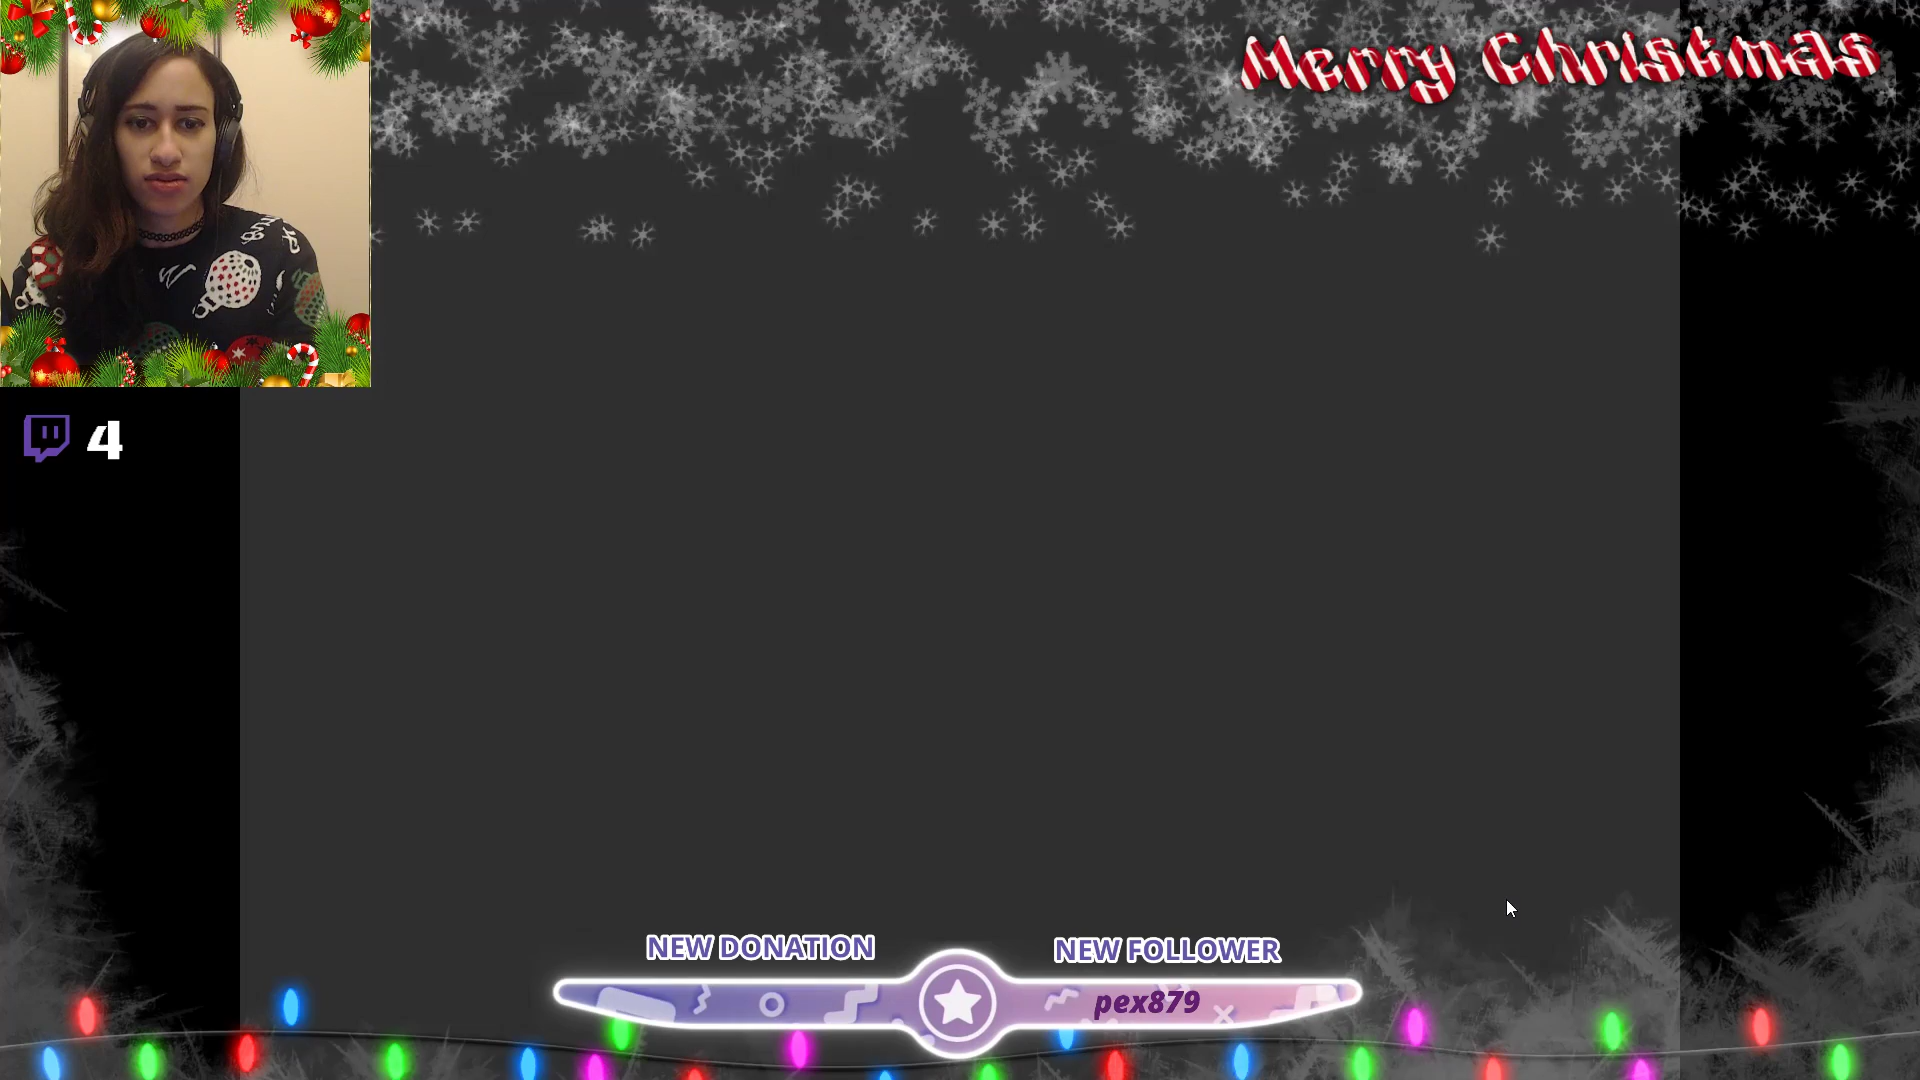 Merry Christmas
4
NEW DONATION
NEW FOLLOWER
pex879